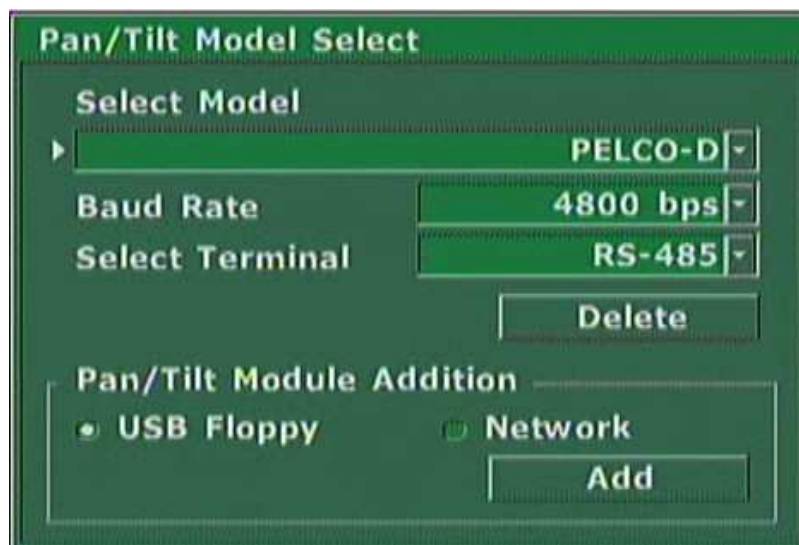 Pan/Tilt Model Select
Select Model
PELCO-D
Baud Rate 4800 bps
Select Terminal RS-485
Delete
Pan/Tilt Module Addition
USB Floppy Network
Add